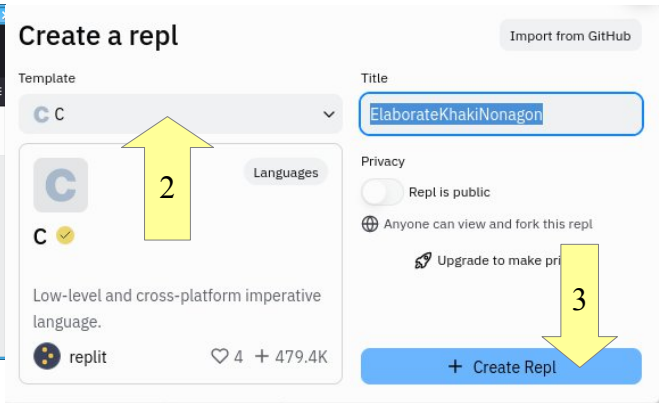 Create a repl
Import from GitHub
Template
Title
C C
ElaborateKhakiNonagon
2
C
Languages
C
Privacy
Repl is public
Anyone can view and fork this repl
Upgrade to make
3
Low-level and cross-platform imperative
language.
replit
4 + 479.4K
+ Create Repl